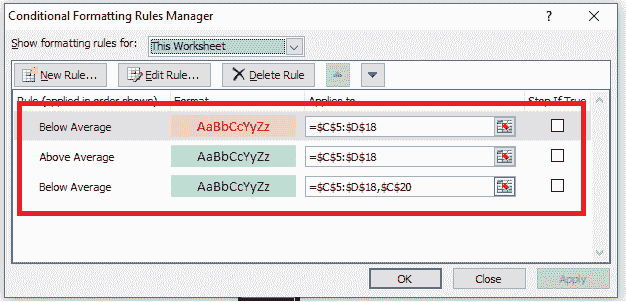 Conditional Formatting Rules Manager
? ×
Show formatting rules for: This Worksheet
New Rule... Edit Rule... Delete Rule
Rule (applied in order shown) Format Applies to Stop If True
Below Average AaBbCcYyZz =$C$5:$D$18
Above Average AaBbCcYyZz =$C$5:$D$18
Below Average AaBbCcYyZz =$C$5:$D$18,$C$20
OK Close Apply